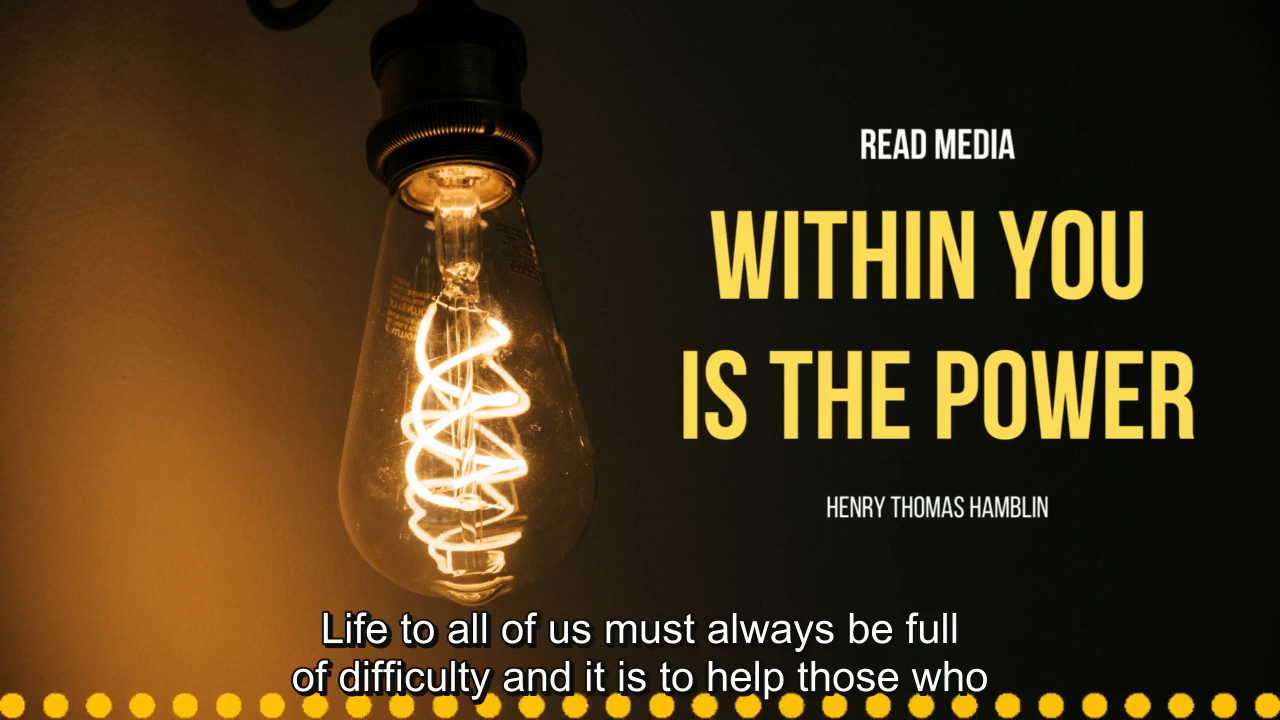 READ MEDIA
WITHIN YOU
IS THE POWER
HENRY THOMAS HAMBLIN
Life to all of us must always be full
of difficulty and it is to help those who